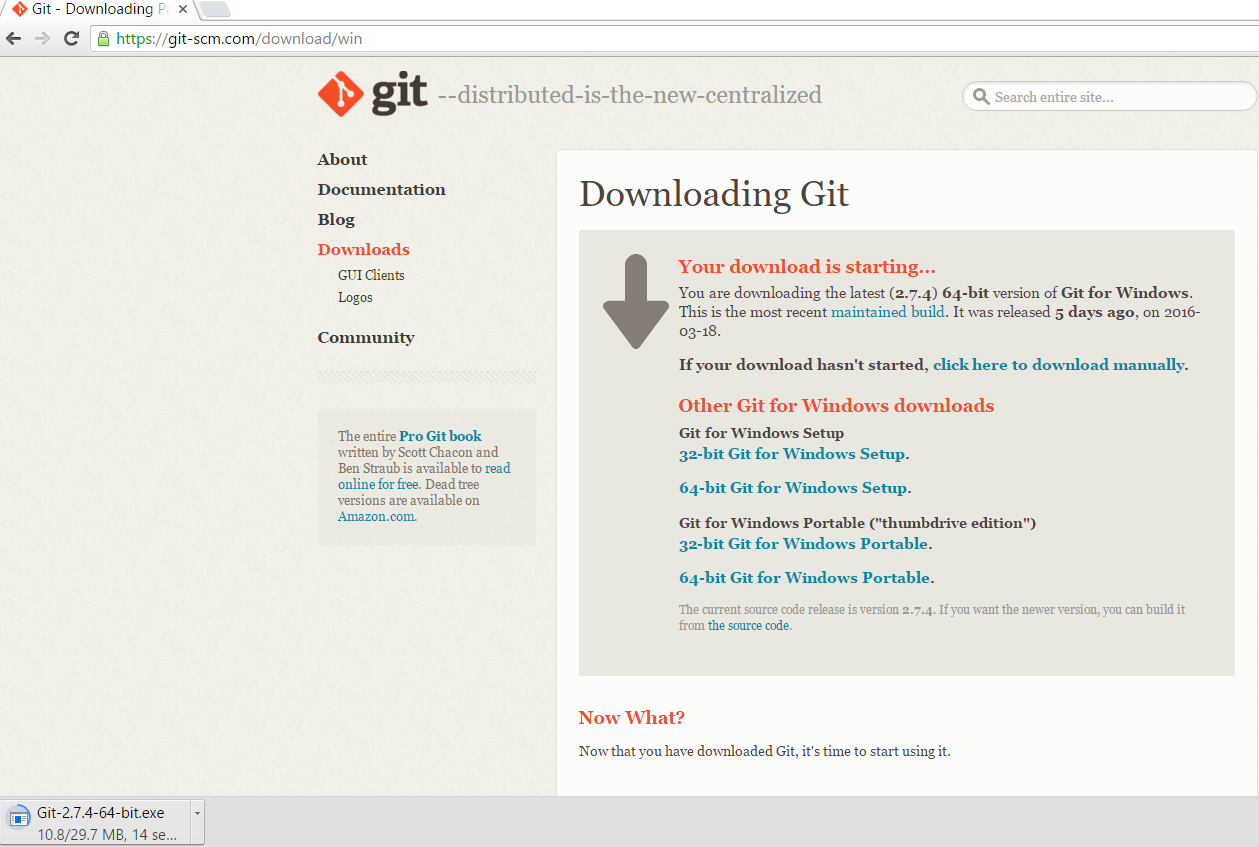 Git - Downloading P
https://git-scm.com/download/win
git --distributed-is-the-new-centralized
Search entire site...
About
Documentation
Blog
Downloads
GUI Clients
Logos
Community
The entire Pro Git book
written by Scott Chacon and
Ben Straub is available to read
online for free. Dead tree
versions are available on
Amazon.com.
Downloading Git
Your download is starting...
You are downloading the latest (2.7.4) 64-bit version of Git for Windows.
This is the most recent maintained build. It was released 5 days ago, on 2016-
03-18.
If your download hasn't started, click here to download manually.
Other Git for Windows downloads
Git for Windows Setup
32-bit Git for Windows Setup.
64-bit Git for Windows Setup.
Git for Windows Portable ("thumbdrive edition")
32-bit Git for Windows Portable.
64-bit Git for Windows Portable.
The current source code release is version 2.7.4. If you want the newer version, you can build it
from the source code.
Now What?
Now that you have downloaded Git, it's time to start using it.
Git-2.7.4-64-bit.exe
10.8/29.7 MB, 14 se...